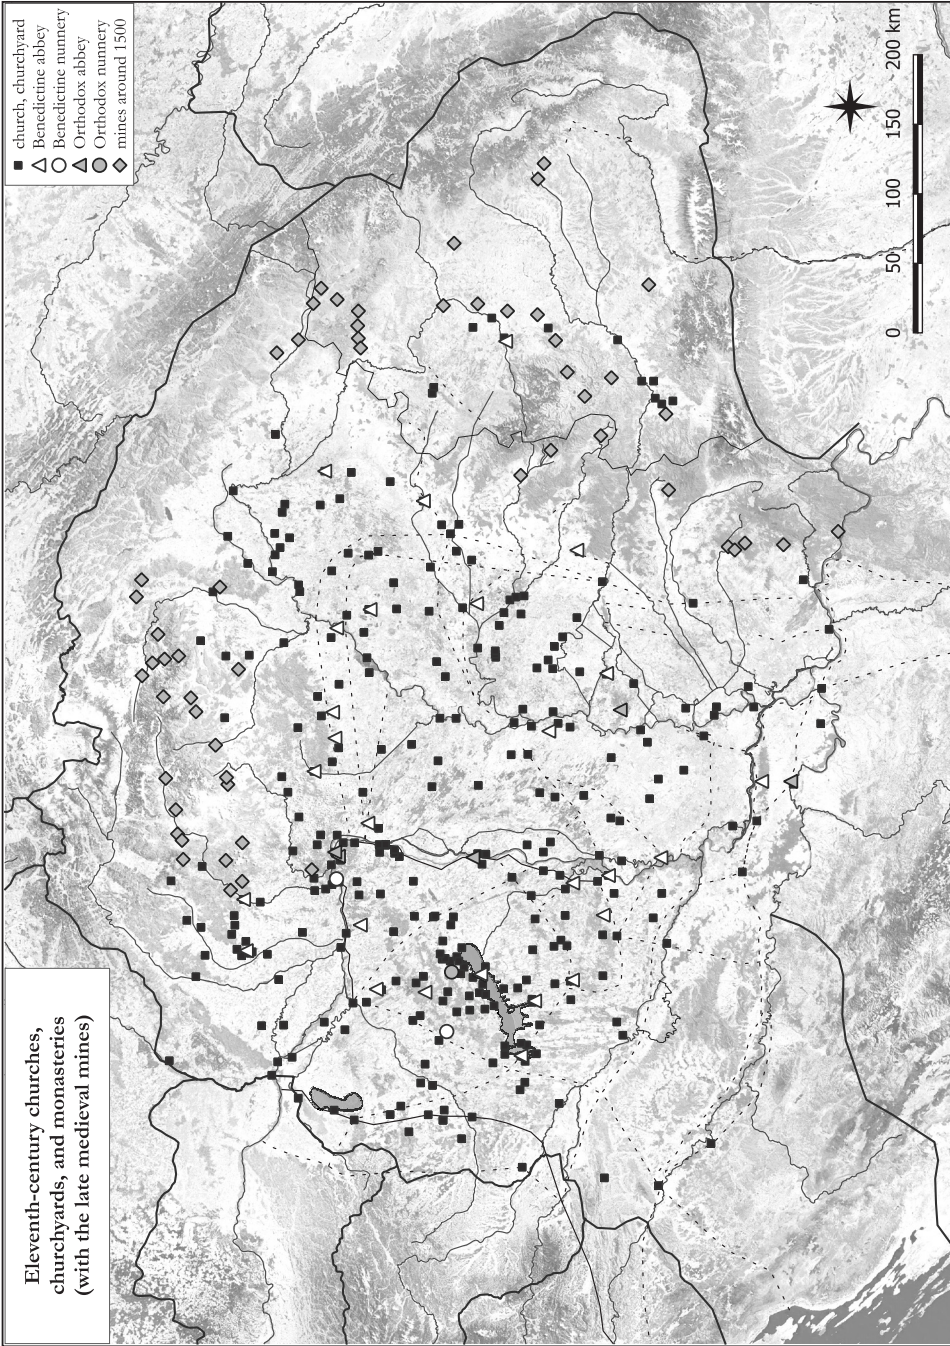 Eleventh-century churches,
churchyards, and monasteries
(with the late medieval mines)
church, churchyard
Benedictine abbey
Benedictine nunnery
Orthodox abbey
Orthodox nunnery
mines around 1500
0 50 100 150 200 km